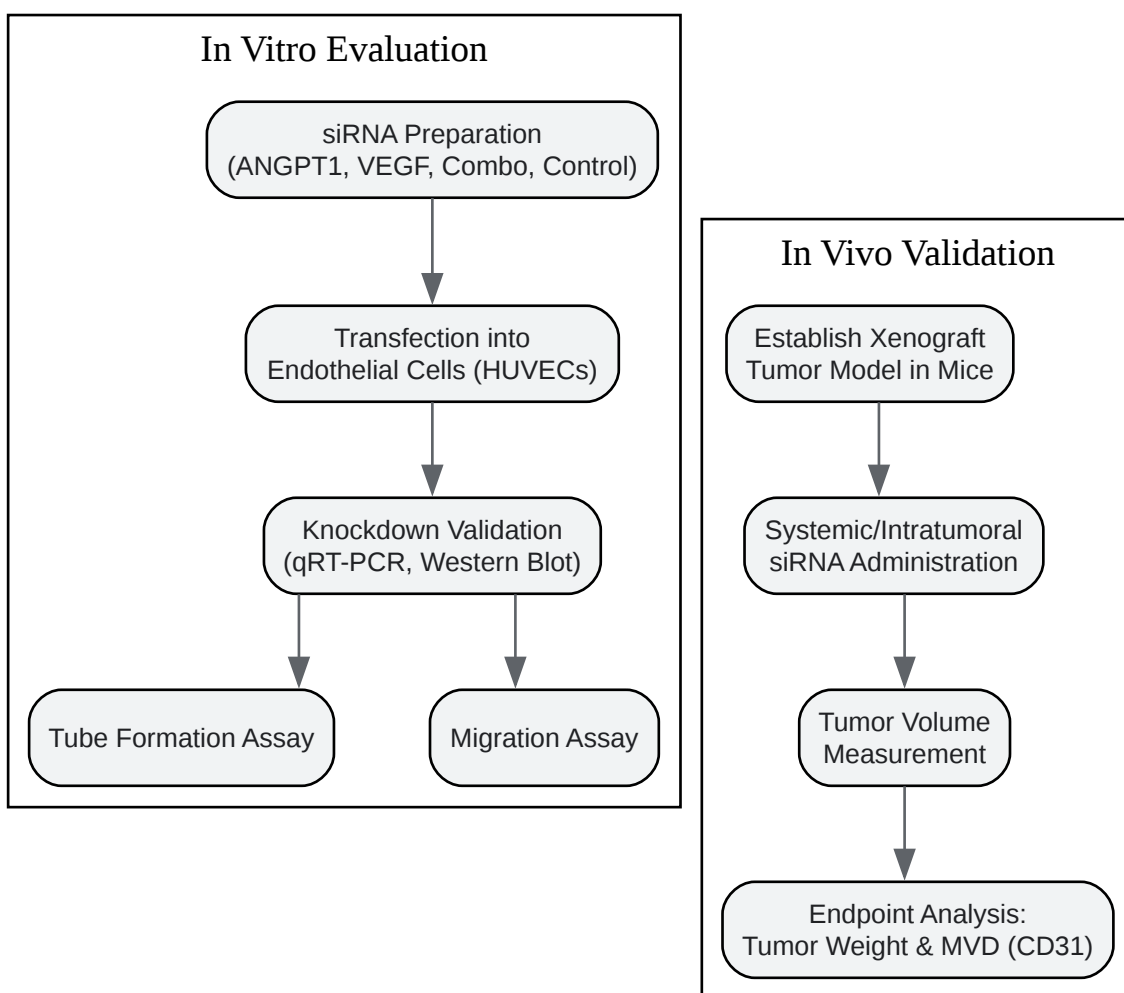 In Vitro Evaluation
siRNA Preparation
(ANGPT1, VEGF, Combo, Control)
Transfection into
Endothelial Cells (HUVECs)
Knockdown Validation
(qRT-PCR, Western Blot)
Tube Formation Assay
Migration Assay
In Vivo Validation
Establish Xenograft
Tumor Model in Mice
Systemic/Intratumoral
siRNA Administration
Tumor Volume
Measurement
Endpoint Analysis:
Tumor Weight & MVD (CD31)